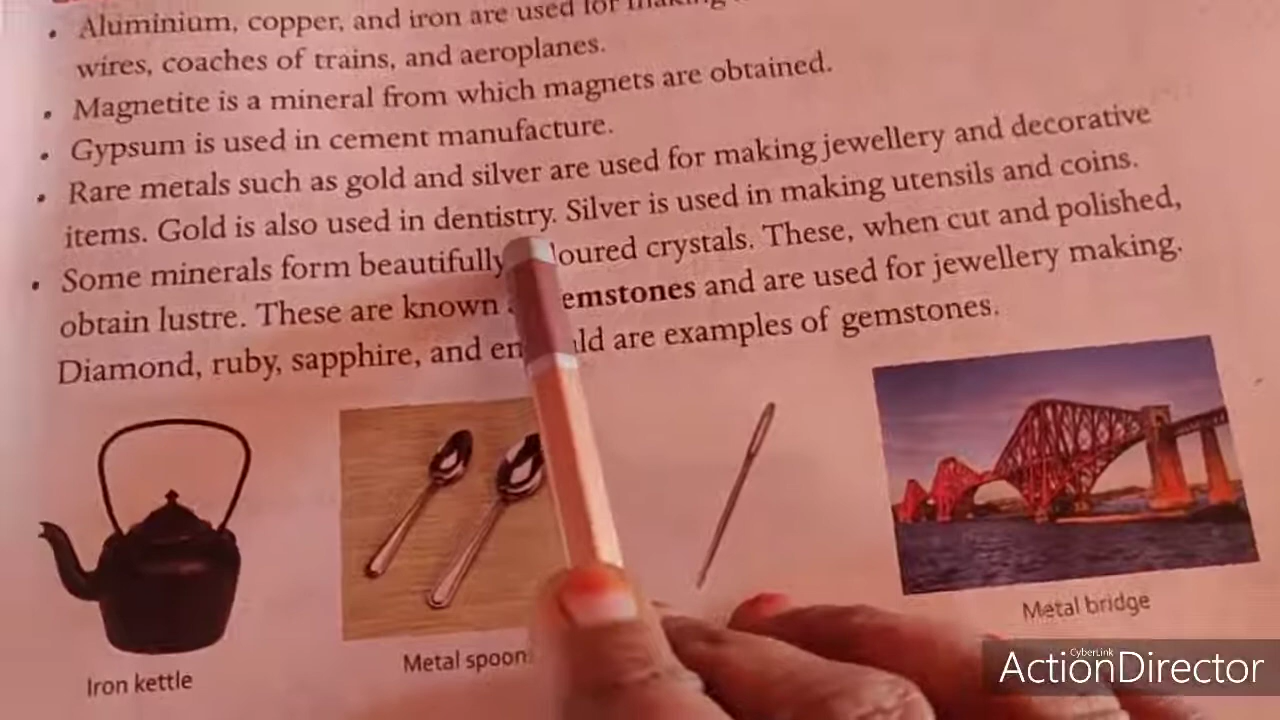 • Aluminium, copper, and iron are used for making
wires, coaches of trains, and aeroplanes.
• Magnetite is a mineral from which magnets are obtained.
• Gypsum is used in cement manufacture.
• Rare metals such as gold and silver are used for making jewellery and decorative
items. Gold is also used in dentistry. Silver is used in making utensils and coins.
• Some minerals form beautifully loured crystals. These, when cut and polished,
obtain lustre. These are known emstones and are used for jewellery making.
Diamond, ruby, sapphire, and em ld are examples of gemstones.
Iron kettle
Metal spoon
Metal bridge
CyberLink
ActionDirector